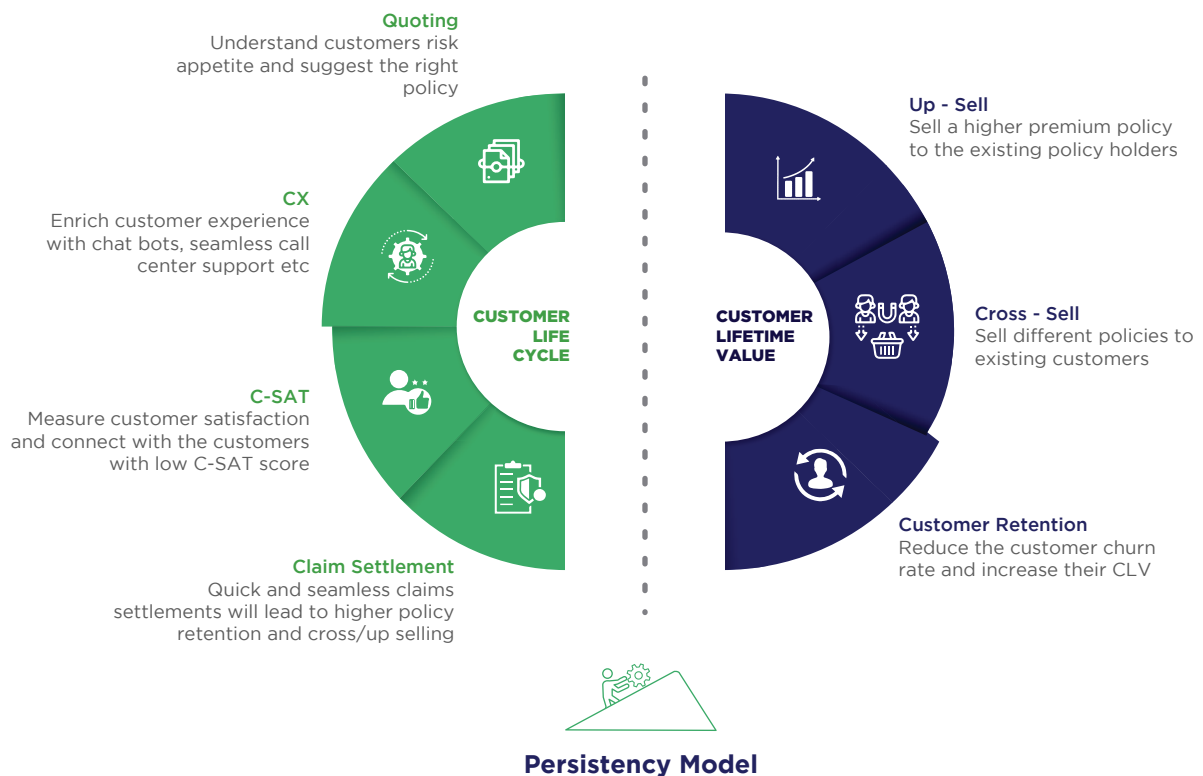 Quoting
Understand customers risk
appetite and suggest the right
policy
CX
Enrich customer experience
with chat bots, seamless call
center support etc
C-SAT
Measure customer satisfaction
and connect with the customers
with low C-SAT score
Claim Settlement
Quick and seamless claims
settlements will lead to higher policy
retention and cross/up selling
CUSTOMER
LIFE
CYCLE
CUSTOMER
LIFETIME
VALUE
Up - Sell
Sell a higher premium policy
to the existing policy holders
Cross - Sell
Sell different policies to
existing customers
Customer Retention
Reduce the customer churn
rate and increase their CLV
Persistency Model